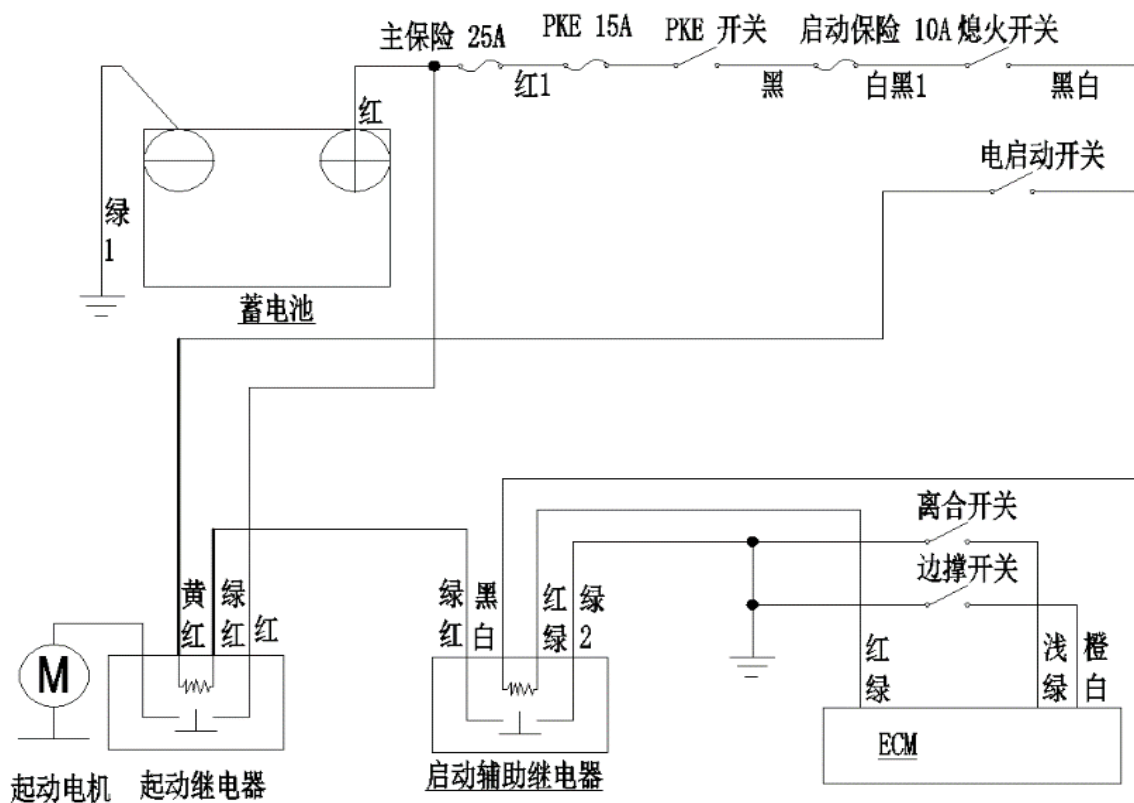 主保险 25A
PKE 15A
PKE 开关
启动保险 10A
熄火开关
红
红1
黑
白黑1
黑白
电启动开关
绿1
蓄电池
离合开关
边撑开关
黄红
绿红
红
绿红
黑白
红绿
绿2
红绿
浅绿
橙白
M
ECM
起动电机
起动继电器
启动辅助继电器